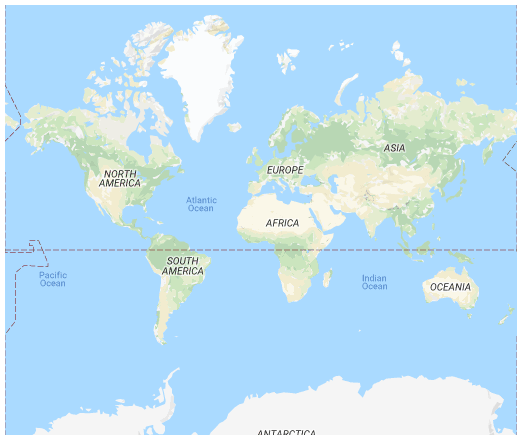 ASIA
EUROPE
NORTH
AMERICA
Atlantic
Ocean
AFRICA
SOUTH
AMERICA
Pacific
Ocean
Indian
Ocean
OCEANIA
ANTARCTICA